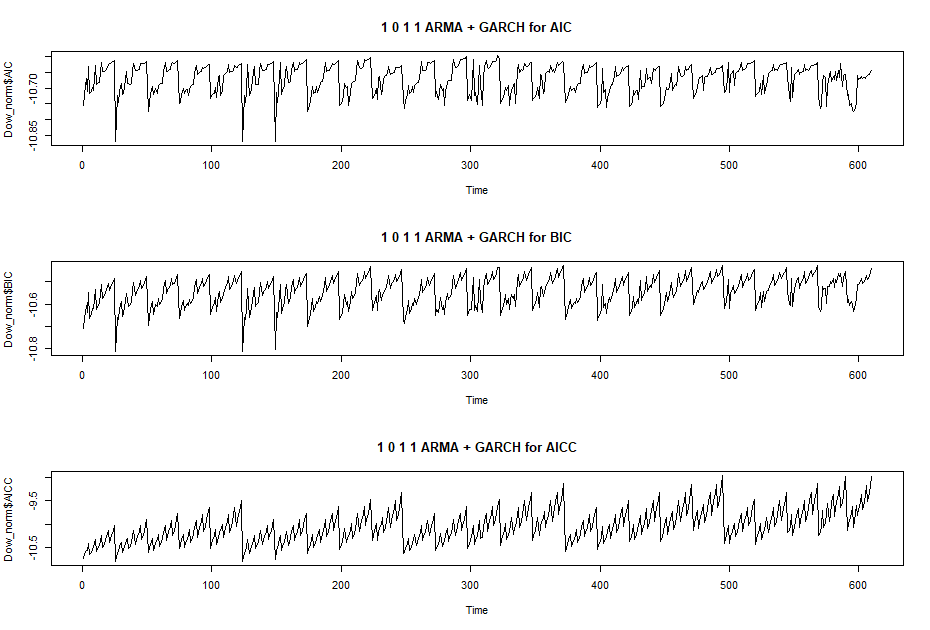 1 0 1 1 ARMA + GARCH for AIC
Dow_norm$AIC
-10.70
-10.85
0 100 200 300 400 500 600
Time
1 0 1 1 ARMA + GARCH for BIC
Dow_norm$BIC
-10.6
-10.8
0 100 200 300 400 500 600
Time
1 0 1 1 ARMA + GARCH for AICC
Dow_norm$AICC
-9.5
-10.5
0 100 200 300 400 500 600
Time